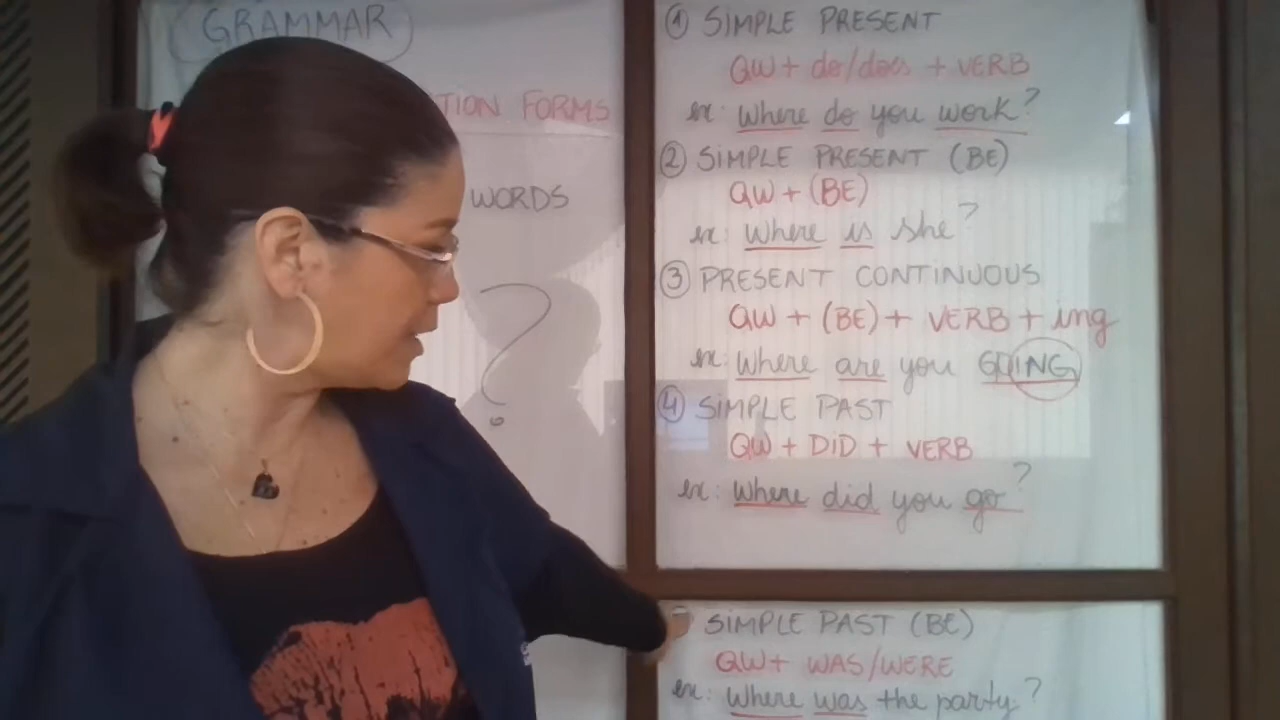 GRAMMAR
TION FORMS
WORDS
?
① SIMPLE PRESENT
QW + do/does + VERB
ex: Where do you work?
② SIMPLE PRESENT (BE)
QW + (BE)
ex: Where is she?
③ PRESENT CONTINUOUS
QW + (BE) + VERB + ing
ex: Where are you GOING
④ SIMPLE PAST
QW + DID + VERB
ex: Where did you go?
SIMPLE PAST (BE)
QW + WAS/WERE
ex: Where was the party?